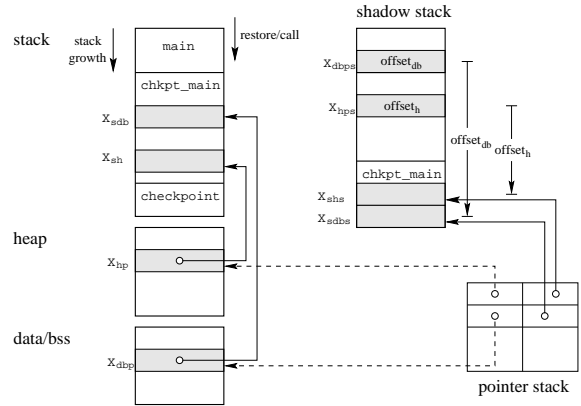 stack
stack
growth
main
restore/call
chkpt_main
X_sdb
X_sh
checkpoint
heap
X_hp
data/bss
X_dbp
shadow stack
X_dbps
offset_db
X_hps
offset_h
offset_db
offset_h
chkpt_main
X_shs
X_sdbs
pointer stack